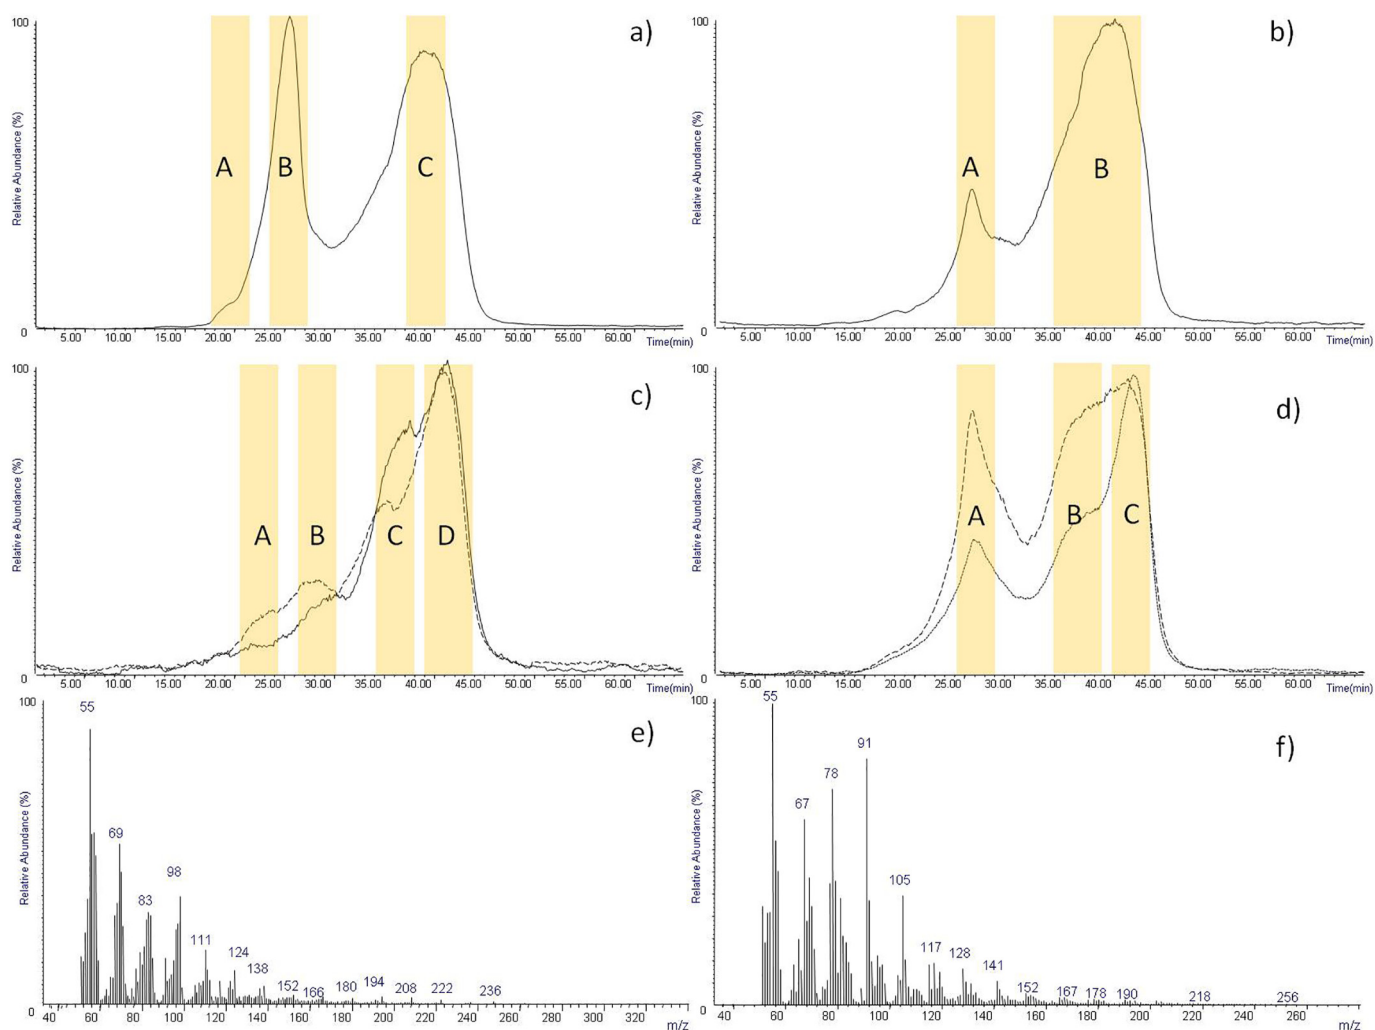 100
a)
Relative Abundance (%)
A
B
C
0
5.00 10.00 15.00 20.00 25.00 30.00 35.00 40.00 45.00 50.00 55.00 60.00
Time(min)
100
b)
Relative Abundance (%)
A
B
0
5.00 10.00 15.00 20.00 25.00 30.00 35.00 40.00 45.00 50.00 55.00 60.00
Time(min)
100
c)
Relative Abundance (%)
A B C D
0
5.00 10.00 15.00 20.00 25.00 30.00 35.00 40.00 45.00 50.00 55.00 60.00
Time(min)
100
d)
Relative Abundance (%)
A B C
0
5.00 10.00 15.00 20.00 25.00 30.00 35.00 40.00 45.00 50.00 55.00 60.00
Time(min)
100
e)
Relative Abundance (%)
55
69
83
98
111
124
138
152
166
180
194
208
222
236
0
40 60 80 100 120 140 160 180 200 220 240 260 280 300 320
m/z
100
f)
Relative Abundance (%)
55
67
78
91
105
117
128
141
152
167
178
190
218
256
0
40 60 80 100 120 140 160 180 200 220 240 260 280 300 320
m/z